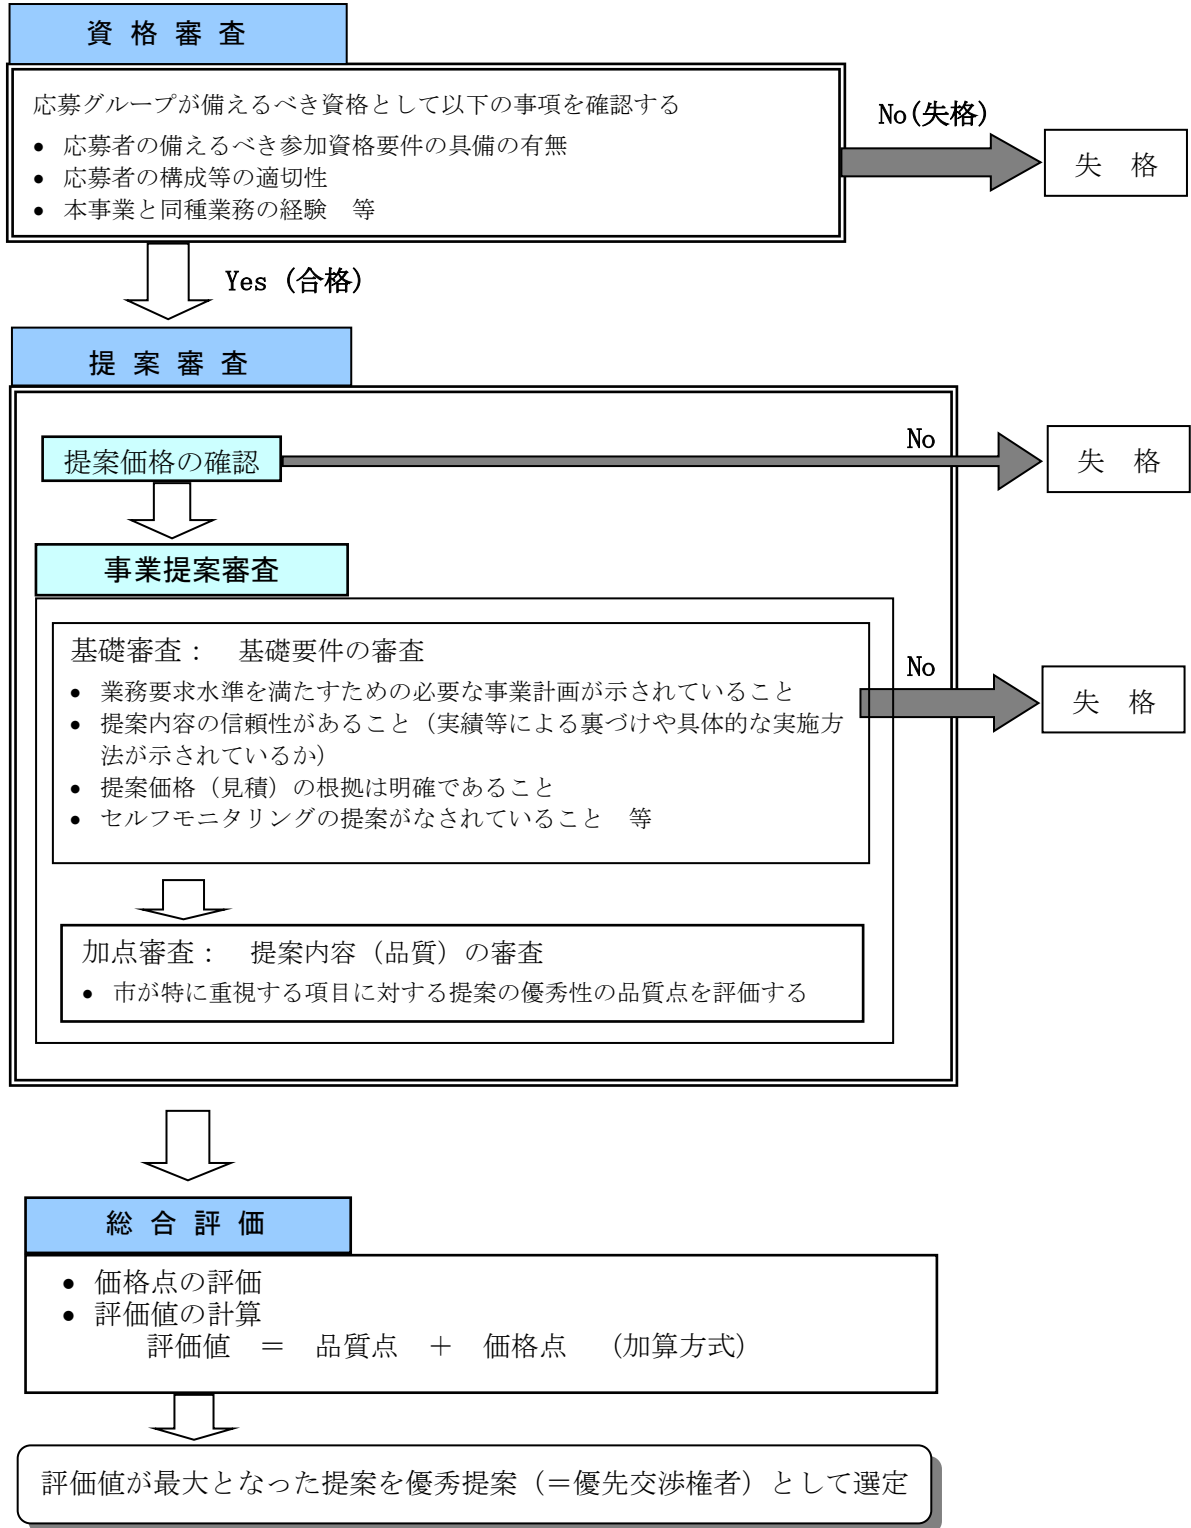 資 格 審 査
応募グループが備えるべき資格として以下の事項を確認する
● 応募者の備えるべき参加資格要件の具備の有無
● 応募者の構成等の適切性
● 本事業と同種業務の経験　等
No(失格)
失　格
Yes (合格)
提 案 審 査
提案価格の確認
No
失　格
事業提案審査
基礎審査：　基礎要件の審査
● 業務要求水準を満たすための必要な事業計画が示されていること
● 提案内容の信頼性があること（実績等による裏づけや具体的な実施方
法が示されているか）
● 提案価格（見積）の根拠は明確であること
● セルフモニタリングの提案がなされていること　等
No
失　格
加点審査：　提案内容（品質）の審査
● 市が特に重視する項目に対する提案の優秀性の品質点を評価する
総 合 評 価
● 価格点の評価
● 評価値の計算
評価値　＝　品質点　＋　価格点　（加算方式）
評価値が最大となった提案を優秀提案（＝優先交渉権者）として選定